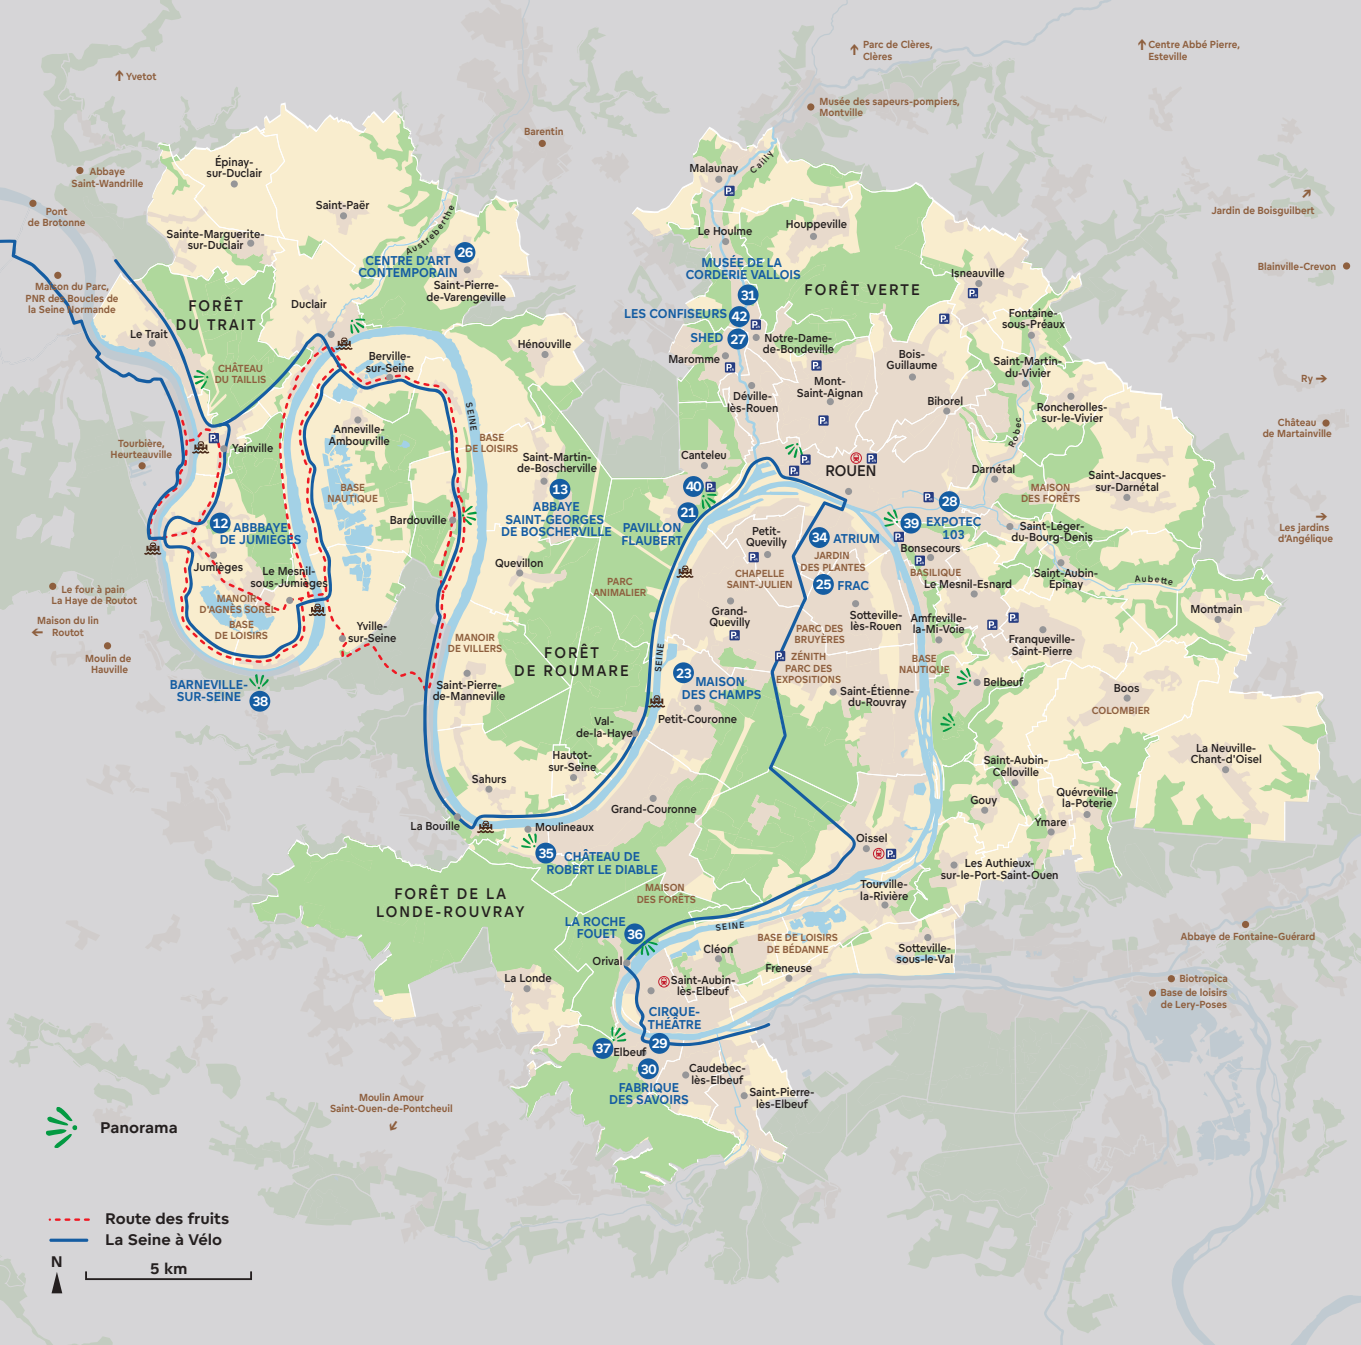 Parc de Clères,
Clères
Centre Abbé Pierre,
Esteville
Yvetot
Musée des sapeurs-pompiers,
Montville
Barentin
Abbaye
Saint-Wandrille
Pont
de Brotonne
Jardin de Boisguilbert
Blainville-Crevon
Maison du Parc,
PNR des Boucles de
la Seine Normande
Épinay-
sur-Duclair
Saint-Paër
Sainte-Marguerite-
sur-Duclair
Austreberthe
26
CENTRE D'ART
CONTEMPORAIN
Saint-Pierre-
de-Varengeville
Malaunay
Cailly
P
Le Houlme
Houppeville
MUSÉE DE LA
CORDERIE VALLOIS
31
LES CONFISEURS
42
P
SHED
27
Notre-Dame-
de-Bondeville
FORÊT VERTE
Isneauville
P
P
Fontaine-
sous-Préaux
FORÊT
DU TRAIT
Duclair
Le Trait
CHÂTEAU
DU TAILLIS
Berville-
sur-Seine
Hénouville
Maromme
P
P
Mont-
Saint-Aignan
P
Bois-
Guillaume
Saint-Martin-
du-Vivier
Déville-
lès-Rouen
Bihorel
Roncherolles-
sur-le-Vivier
Robec
Ry
Château
de Martainville
Tourbière,
Heurteauville
P
Yainville
Anneville-
Ambourville
SEINE
BASE
DE LOISIRS
Saint-Martin-
de-Boscherville
Canteleu
P
P
P
ROUEN
Darnétal
MAISON
DES FORÊTS
Saint-Jacques-
sur-Darnétal
BASE
NAUTIQUE
Bardouville
13
ABBAYE
SAINT-GEORGES
DE BOSCHERVILLE
40
P
21
PAVILLON
FLAUBERT
P
28
39
EXPOTEC
103
P
Saint-Léger-
du-Bourg-Denis
Les jardins
d'Angélique
12
ABBBAYE
DE JUMIÈGES
Jumièges
Le Mesnil-
sous-Jumièges
MANOIR
D'AGNÈS SOREL
BASE
DE LOISIRS
Quevillon
PARC
ANIMALIER
Petit-
Quevilly
P
34
ATRIUM
JARDIN
DES PLANTES
CHAPELLE
SAINT-JULIEN
25
FRAC
Bonsecours
P
BASILIQUE
Le Mesnil-Esnard
Saint-Aubin-
Épinay
Aubette
Montmain
Le four à pain
La Haye de Routot
Maison du lin
Routot
Moulin de
Hauville
Yville-
sur-Seine
MANOIR
DE VILLERS
FORÊT
DE ROUMARE
SEINE
Grand-
Quevilly
P
Sotteville-
lès-Rouen
PARC DES
BRUYÈRES
Amfreville-
la-Mi-Voie
P
P
Franqueville-
Saint-Pierre
BARNEVILLE-
SUR-SEINE
38
Saint-Pierre-
de-Manneville
23
MAISON
DES CHAMPS
P
ZÉNITH
PARC DES
EXPOSITIONS
BASE
NAUTIQUE
Belbeuf
Boos
COLOMBIER
Saint-Étienne-
du-Rouvray
Petit-Couronne
Val-
de-la-Haye
Hautot-
sur-Seine
Sahurs
Grand-Couronne
Saint-Aubin-
Celloville
La Neuville-
Chant-d'Oisel
Gouy
Quévreville-
la-Poterie
Ymare
La Bouille
Moulineaux
35
CHÂTEAU DE
ROBERT LE DIABLE
Oissel
P
Les Authieux-
sur-le-Port-Saint-Ouen
FORÊT DE LA
LONDE-ROUVRAY
MAISON
DES FORÊTS
Tourville-
la-Rivière
LA ROCHE
FOUET
36
SEINE
BASE DE LOISIRS
DE BÉDANNE
Sotteville-
sous-le-Val
Abbaye de Fontaine-Guérard
Orival
Cléon
Freneuse
La Londe
Saint-Aubin-
lès-Elbeuf
Biotropica
Base de loisirs
de Lery-Poses
CIRQUE-
THÉÂTRE
29
37
Elbeuf
30
FABRIQUE
DES SAVOIRS
Caudebec-
lès-Elbeuf
Saint-Pierre-
lès-Elbeuf
Moulin Amour
Saint-Ouen-de-Pontcheuil
Panorama
Route des fruits
La Seine à Vélo
N
5 km